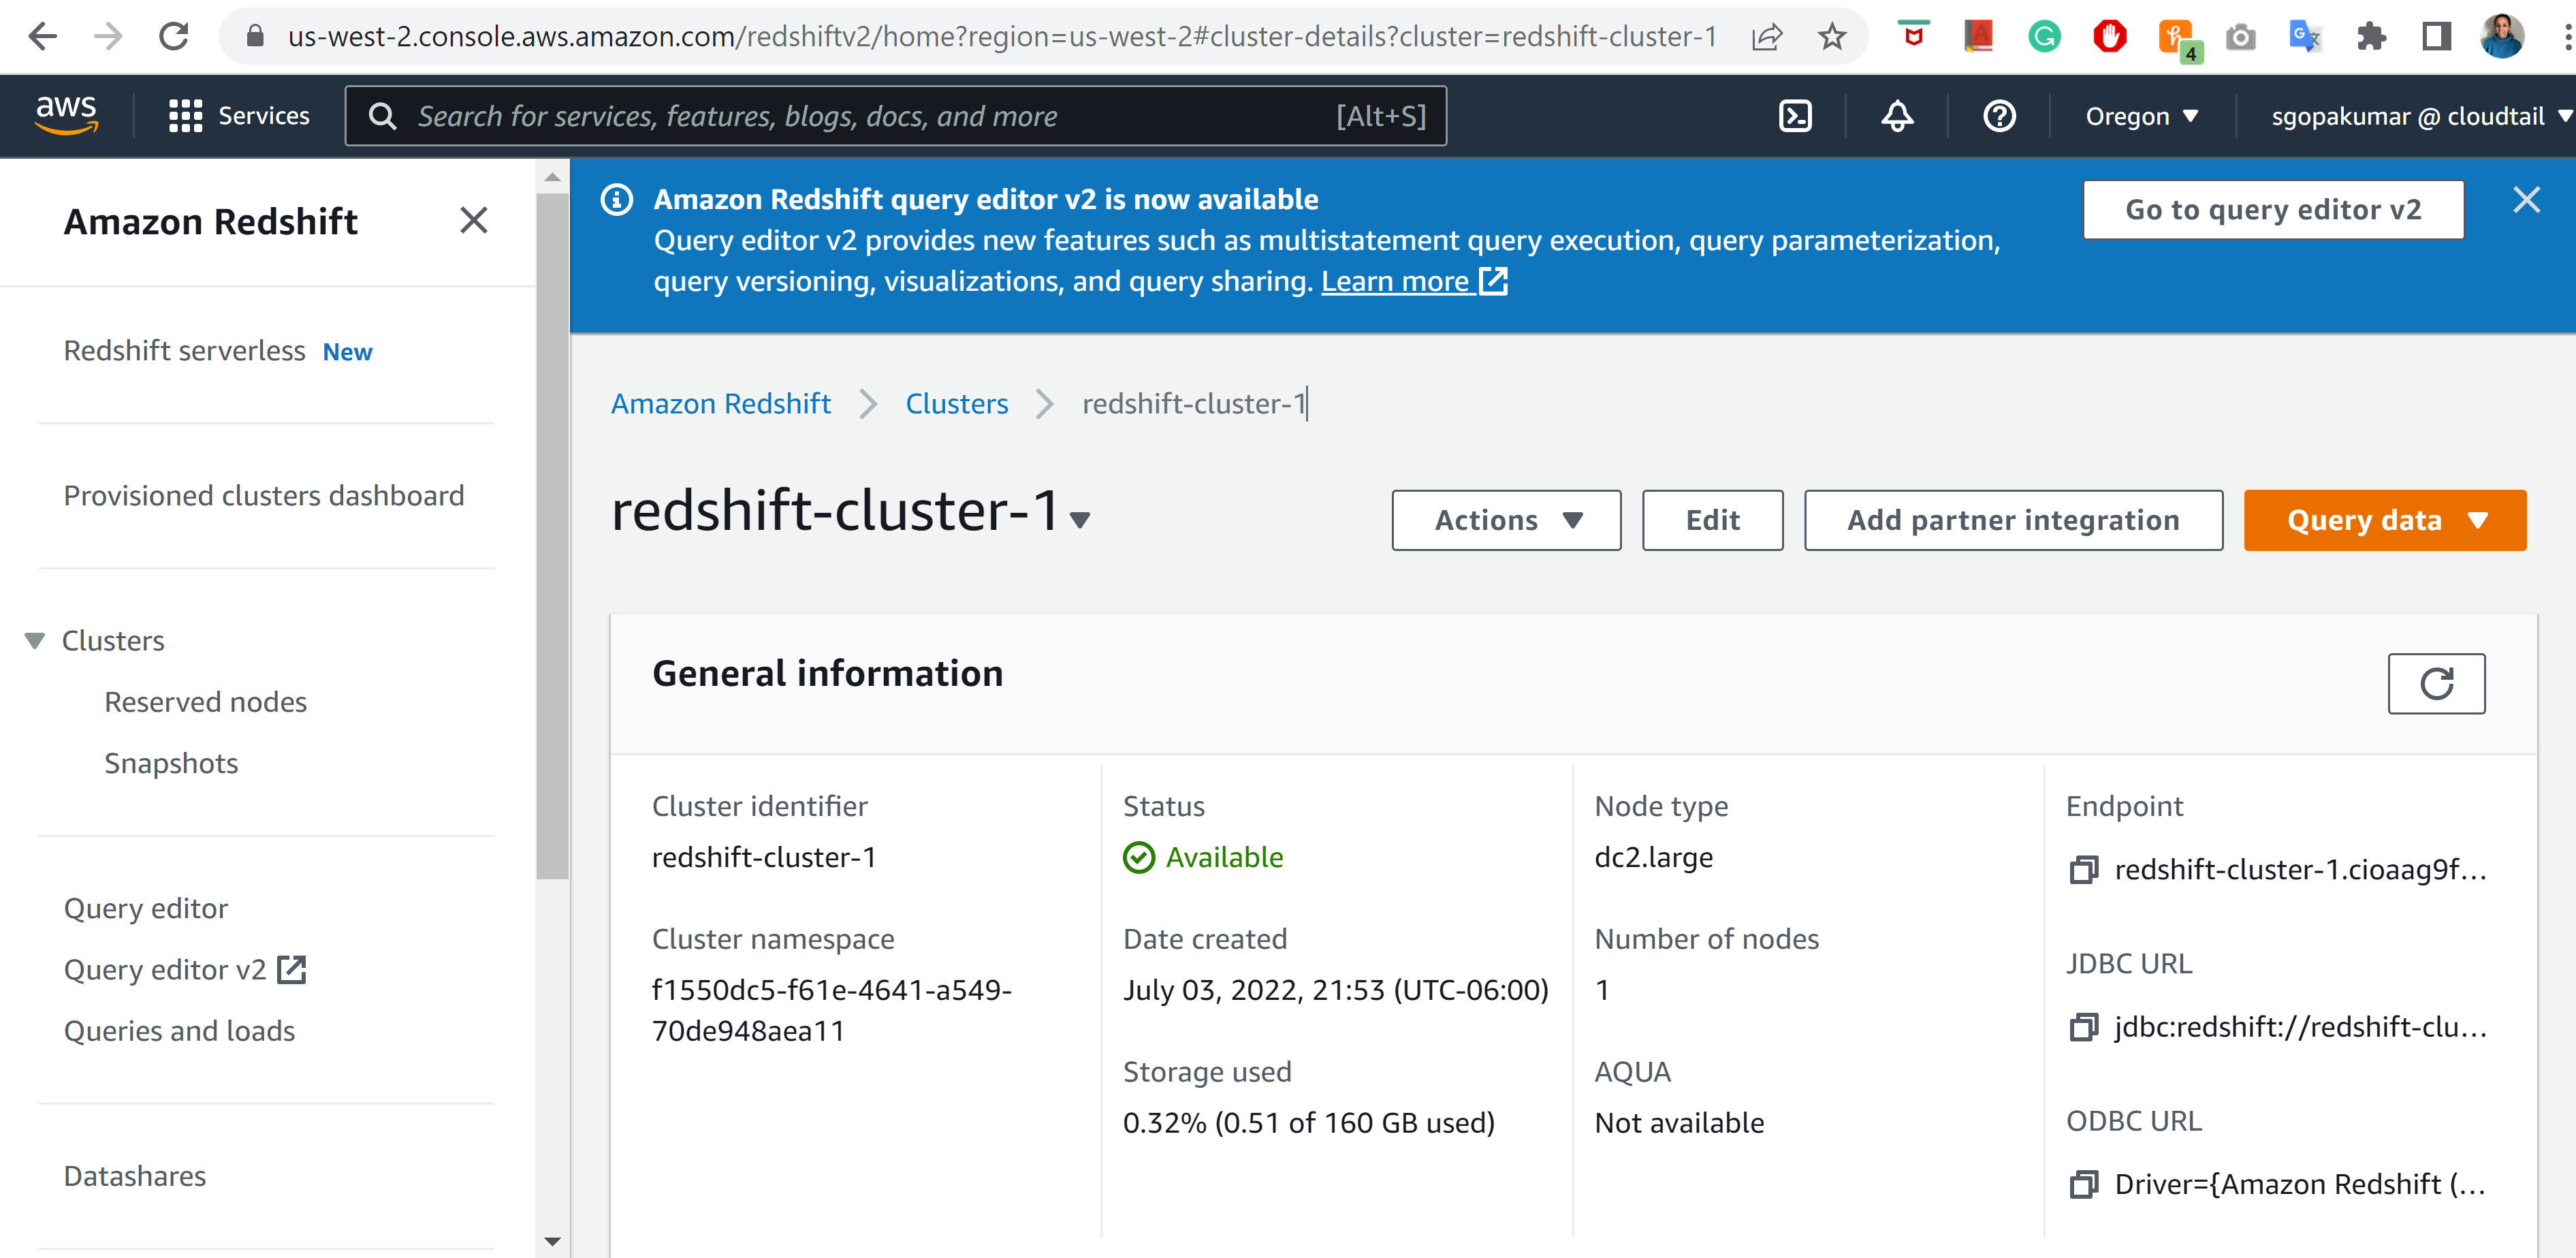 us-west-2.console.aws.amazon.com/redshiftv2/home?region=us-west-2#cluster-details?cluster=redshift-cluster-1
4
aws
Services
Search for services, features, blogs, docs, and more
[Alt+S]
Oregon
sgopakumar @ cloudtail
Amazon Redshift
Redshift serverless New
Provisioned clusters dashboard
Clusters
Reserved nodes
Snapshots
Query editor
Query editor v2
Queries and loads
Datashares
Amazon Redshift query editor v2 is now available
Query editor v2 provides new features such as multistatement query execution, query parameterization,
query versioning, visualizations, and query sharing. Learn more
Go to query editor v2
Amazon Redshift
Clusters
redshift-cluster-1
redshift-cluster-1
Actions
Edit
Add partner integration
Query data
General information
Cluster identifier
redshift-cluster-1
Cluster namespace
f1550dc5-f61e-4641-a549-
70de948aea11
Status
Available
Date created
July 03, 2022, 21:53 (UTC-06:00)
Storage used
0.32% (0.51 of 160 GB used)
Node type
dc2.large
Number of nodes
1
AQUA
Not available
Endpoint
redshift-cluster-1.cioaag9f...
JDBC URL
jdbc:redshift://redshift-clu...
ODBC URL
Driver={Amazon Redshift (...